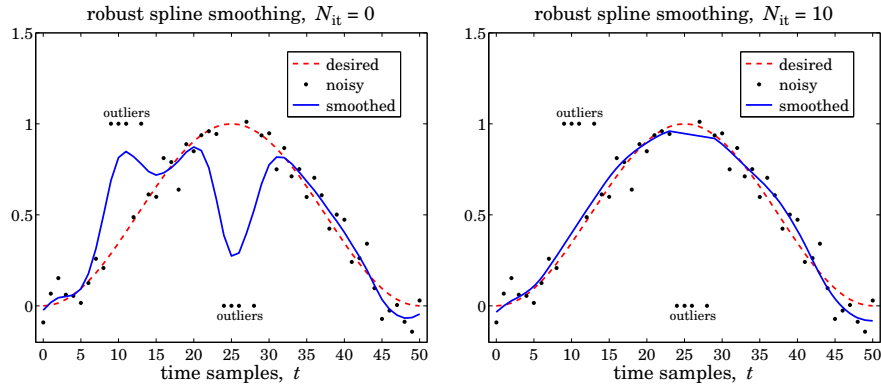 robust spline smoothing, N_it = 0
1.5
1
0.5
0
desired
noisy
smoothed
outliers
outliers
0 5 10 15 20 25 30 35 40 45 50
time samples, t
robust spline smoothing, N_it = 10
1.5
1
0.5
0
desired
noisy
smoothed
outliers
outliers
0 5 10 15 20 25 30 35 40 45 50
time samples, t